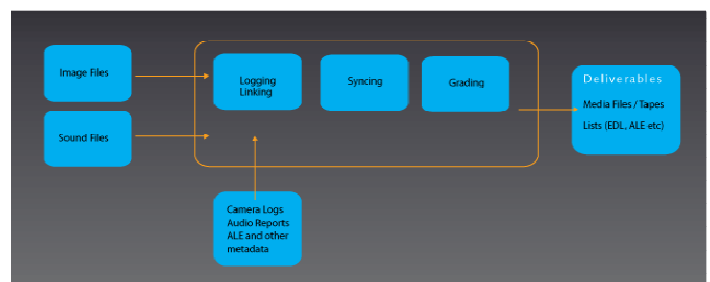 Image Files
Sound Files
Logging
Linking
Syncing
Grading
Deliverables
Media Files / Tapes
Lists (EDL, ALE etc)
Camera Logs
Audio Reports
ALE and other
metadata